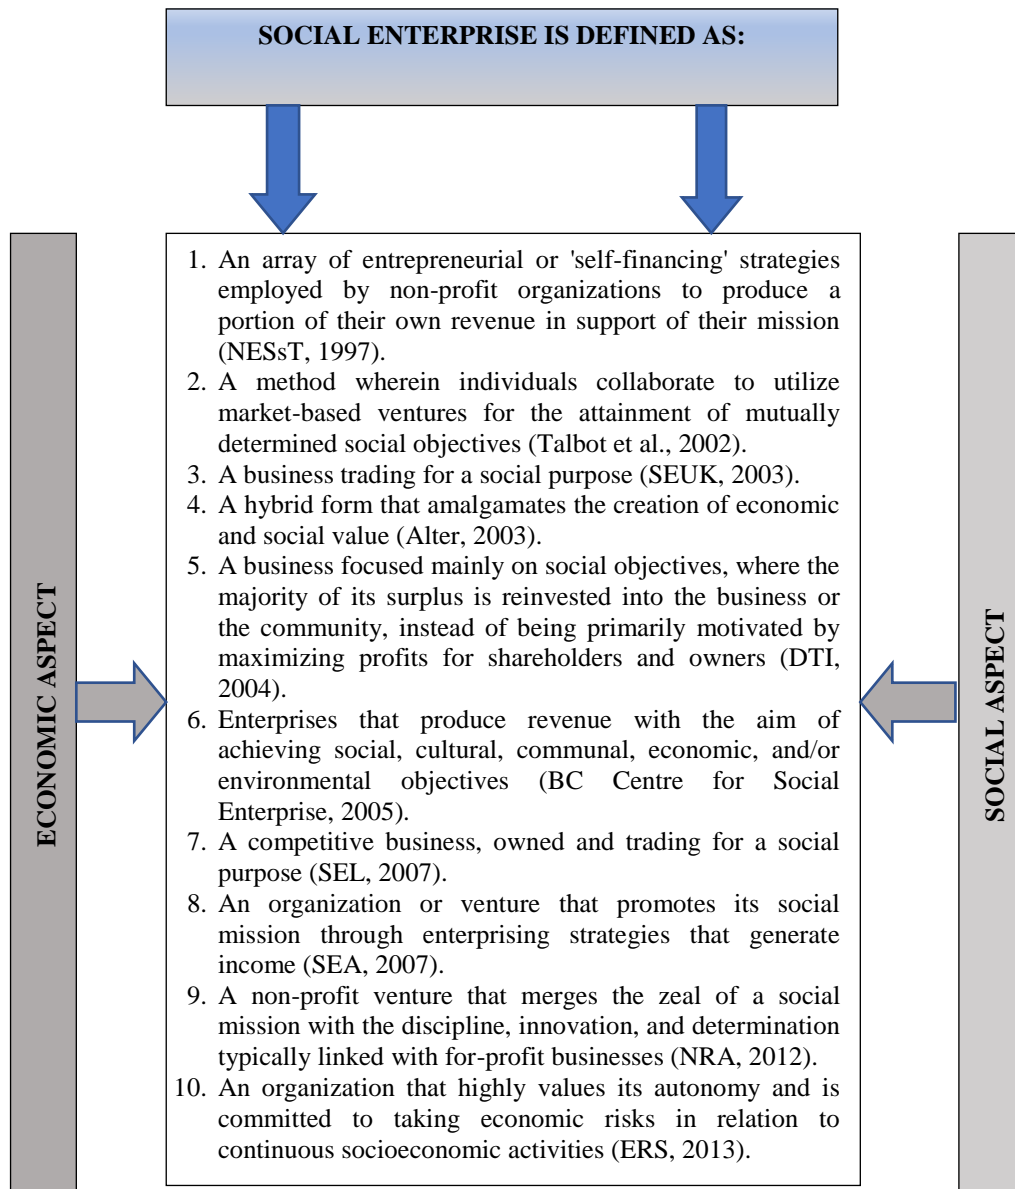 SOCIAL ENTERPRISE IS DEFINED AS:
ECONOMIC ASPECT
1. An array of entrepreneurial or 'self-financing' strategies
employed by non-profit organizations to produce a
portion of their own revenue in support of their mission
(NESsT, 1997).
2. A method wherein individuals collaborate to utilize
market-based ventures for the attainment of mutually
determined social objectives (Talbot et al., 2002).
3. A business trading for a social purpose (SEUK, 2003).
4. A hybrid form that amalgamates the creation of economic
and social value (Alter, 2003).
5. A business focused mainly on social objectives, where the
majority of its surplus is reinvested into the business or
the community, instead of being primarily motivated by
maximizing profits for shareholders and owners (DTI,
2004).
6. Enterprises that produce revenue with the aim of
achieving social, cultural, communal, economic, and/or
environmental objectives (BC Centre for Social
Enterprise, 2005).
7. A competitive business, owned and trading for a social
purpose (SEL, 2007).
8. An organization or venture that promotes its social
mission through enterprising strategies that generate
income (SEA, 2007).
9. A non-profit venture that merges the zeal of a social
mission with the discipline, innovation, and determination
typically linked with for-profit businesses (NRA, 2012).
10. An organization that highly values its autonomy and is
committed to taking economic risks in relation to
continuous socioeconomic activities (ERS, 2013).
SOCIAL ASPECT